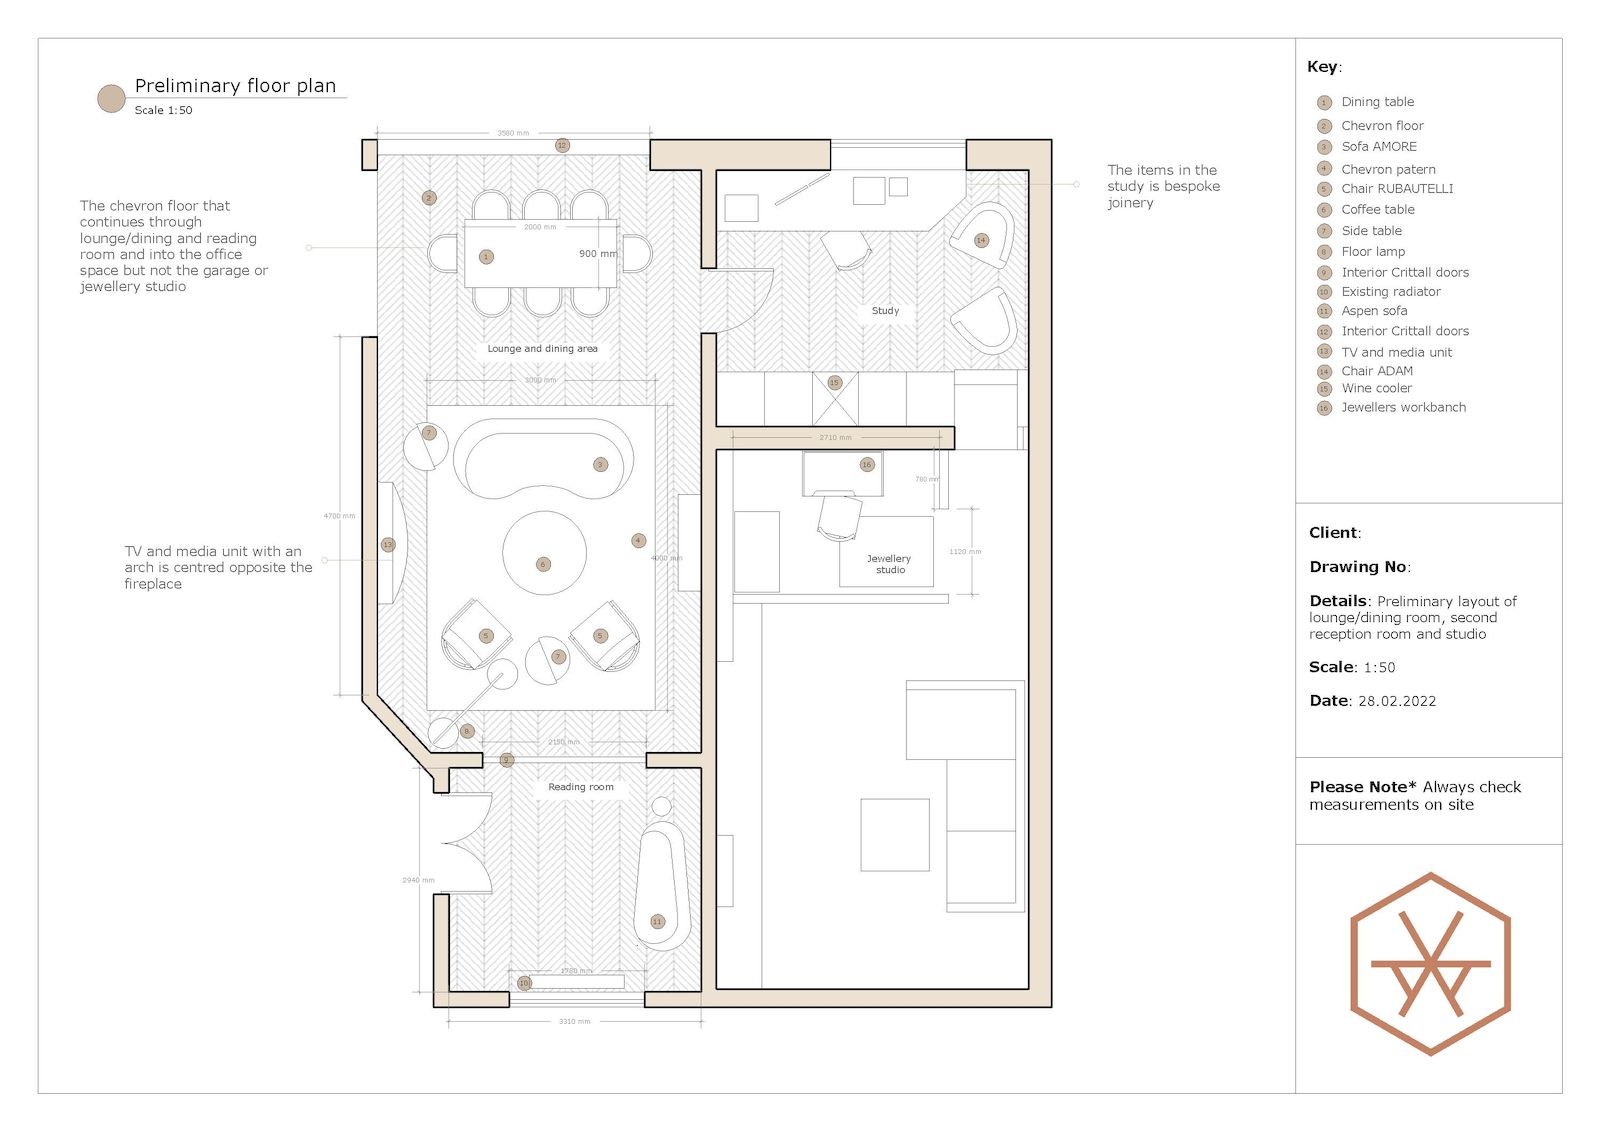 Preliminary floor plan
Scale 1:50
3580 mm
12
The chevron floor that
continues through
lounge/dining and reading
room and into the office
space but not the garage or
jewellery studio
2
2000 mm
1
900 mm
Lounge and dining area
3000 mm
7
3
4700 mm
13
4
4000 mm
6
TV and media unit with an
arch is centred opposite the
fireplace
5
5
7
8
2150 mm
9
Reading room
2940 mm
11
1780 mm
10
3310 mm
The items in the
study is bespoke
joinery
14
Study
15
2710 mm
16
780 mm
1120 mm
Jewellery
studio
Key:
1 Dining table
2 Chevron floor
3 Sofa AMORE
4 Chevron patern
5 Chair RUBAUTELLI
6 Coffee table
7 Side table
8 Floor lamp
9 Interior Crittall doors
10 Existing radiator
11 Aspen sofa
12 Interior Crittall doors
13 TV and media unit
14 Chair ADAM
15 Wine cooler
16 Jewellers workbanch
Client:
Drawing No:
Details: Preliminary layout of
lounge/dining room, second
reception room and studio
Scale: 1:50
Date: 28.02.2022
Please Note* Always check
measurements on site